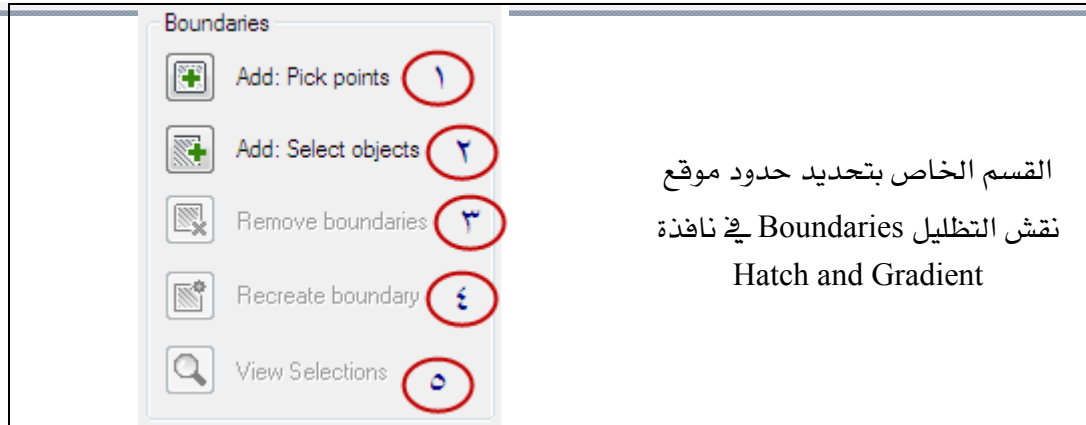 Boundaries
Add: Pick points ١
Add: Select objects ٢
Remove boundaries ٣
Recreate boundary ٤
View Selections ٥
القسم الخاص بتحديد حدود موقع
نقش التظليل Boundaries في نافذة
Hatch and Gradient